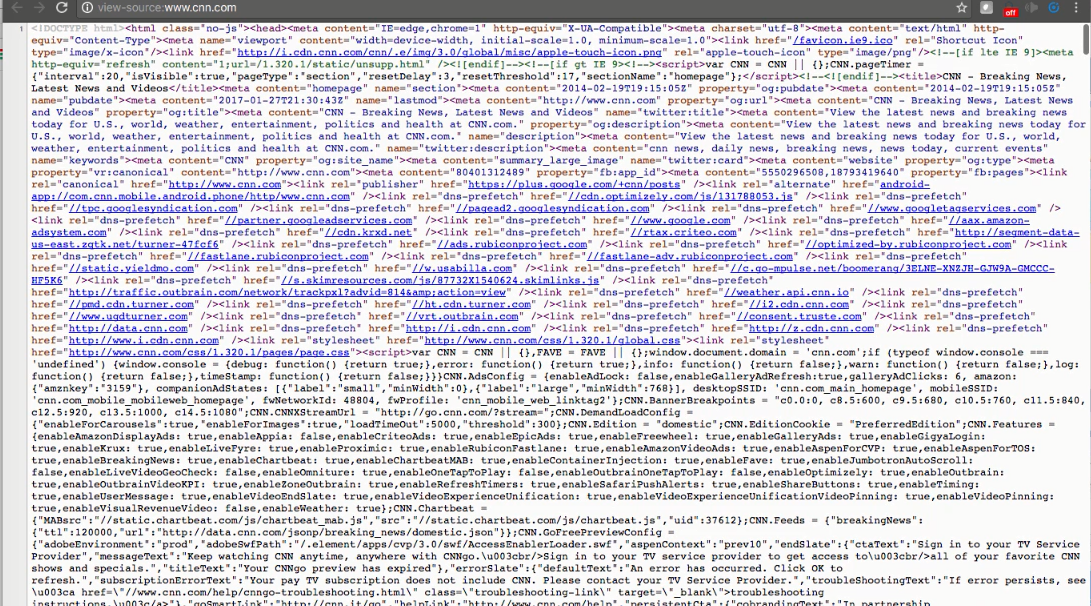 view-source:www.cnn.com
off
1
<!DOCTYPE html><html class="no-js"><head><meta content="IE=edge,chrome=1" http-equiv="X-UA-Compatible"><meta charset="utf-8"><meta content="text/html" http-
equiv="Content-Type"><meta name="viewport" content="width=device-width, initial-scale=1.0, minimum-scale=1.0"><link href="/favicon.ie9.ico" rel="Shortcut Icon"
type="image/x-icon"/><link href="http://i.cdn.cnn.com/cnn/.e/img/3.0/global/misc/apple-touch-icon.png" rel="apple-touch-icon" type="image/png"/><!--[if lte IE 9]><meta
http-equiv="refresh" content="1;url=/1.320.1/static/unsupp.html" /><![endif]--><!--[if gt IE 9><!--><script>var CNN = CNN || {};CNN.pageTimer =
{"interval":20,"isVisible":true,"pageType":"section","resetDelay":3,"resetThreshold":17,"sectionName":"homepage"};</script><!--<![endif]--><title>CNN - Breaking News,
Latest News and Videos</title><meta content="homepage" name="section"><meta content="2014-02-19T19:15:05Z" property="og:pubdate"><meta content="2014-02-19T19:15:05Z"
name="pubdate"><meta content="2017-01-27T21:30:43Z" name="lastmod"><meta content="http://www.cnn.com" property="og:url"><meta content="CNN - Breaking News, Latest News
and Videos" property="og:title"><meta content="CNN - Breaking News, Latest News and Videos" name="twitter:title"><meta content="View the latest news and breaking news
today for U.S., world, weather, entertainment, politics and health at CNN.com." property="og:description"><meta content="View the latest news and breaking news today for
U.S., world, weather, entertainment, politics and health at CNN.com." name="description"><meta content="View the latest news and breaking news today for U.S., world,
weather, entertainment, politics and health at CNN.com." name="twitter:description"><meta content="cnn news, daily news, breaking news, news today, current events"
name="keywords"><meta content="CNN" property="og:site_name"><meta content="summary_large_image" name="twitter:card"><meta content="website" property="og:type"><meta
property="vr:canonical" content="http://www.cnn.com"><meta content="80401312489" property="fb:app_id"><meta content="5550296508,18793419640" property="fb:pages"><link
rel="canonical" href="http://www.cnn.com"><link rel="publisher" href="https://plus.google.com/+cnn/posts" /><link rel="alternate" href="android-
app://com.cnn.mobile.android.phone/http/www.cnn.com" /><link rel="dns-prefetch" href="//cdn.optimizely.com/js/131788053.js" /><link rel="dns-prefetch"
href="//tpc.googlesyndication.com" /><link rel="dns-prefetch" href="//pagead2.googlesyndication.com" /><link rel="dns-prefetch" href="//www.googletagservices.com" />
<link rel="dns-prefetch" href="//partner.googleadservices.com" /><link rel="dns-prefetch" href="//www.google.com" /><link rel="dns-prefetch" href="//aax.amazon-
adsystem.com" /><link rel="dns-prefetch" href="//cdn.krxd.net" /><link rel="dns-prefetch" href="//rtax.criteo.com" /><link rel="dns-prefetch" href="http://segment-data-
us-east.zqtk.net/turner-47fcf6" /><link rel="dns-prefetch" href="//ads.rubiconproject.com" /><link rel="dns-prefetch" href="//optimized-by.rubiconproject.com" /><link
rel="dns-prefetch" href="//fastlane.rubiconproject.com" /><link rel="dns-prefetch" href="//fastlane-adv.rubiconproject.com" /><link rel="dns-prefetch"
href="//static.yieldmo.com" /><link rel="dns-prefetch" href="//w.usabilla.com" /><link rel="dns-prefetch" href="//c.go-mpulse.net/boomerang/3ELNE-XNZJH-GJW9A-GMCCC-
HF5K6" /><link rel="dns-prefetch" href="//s.skimresources.com/js/87732X1540624.skimlinks.js" /><link rel="dns-prefetch"
href="http://traffic.outbrain.com/network/trackpxl?advid=814&amp;action=view" /><link rel="dns-prefetch" href="//weather.api.cnn.io" /><link rel="dns-prefetch"
href="//pmd.cdn.turner.com" /><link rel="dns-prefetch" href="//ht.cdn.turner.com" /><link rel="dns-prefetch" href="//i2.cdn.cnn.com" /><link rel="dns-prefetch"
href="//www.ugdturner.com" /><link rel="dns-prefetch" href="//vrt.outbrain.com" /><link rel="dns-prefetch" href="//consent.truste.com" /><link rel="dns-prefetch"
href="http://data.cnn.com" /><link rel="dns-prefetch" href="http://i.cdn.cnn.com" /><link rel="dns-prefetch" href="http://z.cdn.cnn.com" /><link rel="dns-prefetch"
href="http://www.i.cdn.cnn.com" /><link rel="dns-prefetch" href="http://cdn.cnn.com/css/1.320.1/global.css"><link rel="stylesheet"
href="http://www.cnn.com/css/1.320.1/pages/page.css"><script>var CNN = CNN || {},FAVE = FAVE || {};window.document.domain = 'cnn.com';if (typeof window.console ===
'undefined') {window.console = {debug: function() {return true;},error: function() {return true;},info: function() {return false;},warn: function() {return false;},log:
function() {return false;},timeStamp: function() {return false;}}}CNN.AdsConfig = {enableAdLock: false,enableGalleryAdRefresh:true,galleryAdClicks: 6, amazon:
{"amznkey": "3159"}, companionAdStates: [{"label":"small","minWidth":0},{"label":"large","minWidth":768}], desktopSSID: 'cnn.com_main_homepage', mobileSSID:
'cnn.com_mobile_mobileweb_homepage', fwNetworkId: 48804, fwProfile: 'cnn_mobile_web_linktag2'};CNN.BannerBreakpoints = "c0.0:0, c8.5:600, c9.5:680, c10.5:760, c11.5:840,
c12.5:920, c13.5:1000, c14.5:1080";CNN.CNNXStreamUrl = "http://go.cnn.com/?stream=";CNN.DemandLoadConfig =
{"enableForCarousels":true,"enableForImages":true,"loadTimeOut":5000,"threshold":300};CNN.Edition = "domestic";CNN.EditionCookie = "PreferredEdition";CNN.Features =
{enableAmazonDisplayAds: true,enableAppia: false,enableCriteoAds: true,enableEpicAds: true,enableFreewheel: true,enableGalleryAds: true,enableGigyaLogin:
true,enableKrux: true,enableLiveFyre: true,enableProximic: true,enableRubiconFastlane: true,enableAmazonVideoAds: true,enableAspenForCVP: true,enableAspenForTOS:
true,enableBreakingNews: true,enableChartbeat: true,enableChartbeatMAB: true,enableContainerInjection: true,enableFave: true,enableJumbotronAutoScroll:
false,enableLiveVideoGeoCheck: false,enableOmniture: true,enableOneTapToPlay: false,enableOutbrainOneTapToPlay: false,enableOptimizely: true,enableOutbrain:
true,enableOutbrainVideoKPI: true,enableZoneOutbrain: true,enableRefreshTimers: true,enableSafariPushAlerts: true,enableShareButtons: true,enableTiming:
true,enableUserMessage: true,enableVideoEndSlate: true,enableVideoExperienceUnification: true,enableVideoExperienceUnificationVideoPinning: true,enableVideoPinning:
true,enableVisualRevenueVideo: false,enableWeather: true};CNN.Chartbeat =
{"MABsrc":"//static.chartbeat.com/js/chartbeat_mab.js","src":"//static.chartbeat.com/js/chartbeat.js","uid":37612};CNN.Feeds = {"breakingNews":
{"ttl":120000,"url":"http://data.cnn.com/jsonp/breaking_news/domestic.json"}};CNN.GoFreePreviewConfig =
{"adobeEnvironment":"prod","adobeSwfPath":"/.element/apps/cvp/3.0/swf/AccessEnablerLoader.swf","aspenContext":"prev10","endSlate":{"ctaText":"Sign in to your TV Service
Provider","messageText":"Keep watching CNN anytime, anywhere with CNNgo.\u003cbr/>Sign in to your TV service provider to get access to\u003cbr/>all of your favorite CNN
shows and specials.","titleText":"Your CNNgo preview has expired"},"errorSlate":{"defaultText":"An error has occurred. Click OK to
refresh.","subscriptionErrorText":"Your pay TV subscription does not include CNN. Please contact your TV Service Provider.","troubleShootingText":"If error persists, see
\u003ca href=\"//www.cnn.com/help/cnngo-troubleshooting.html\" class=\"troubleshooting-link\" target=\"_blank\">troubleshooting
instructions.\u003c/a>"},"goSmartLink":"http://cnn.it/go","helpLink":"http://www.cnn.com/help","persistentCta":{"cobrandingText":"In partnership